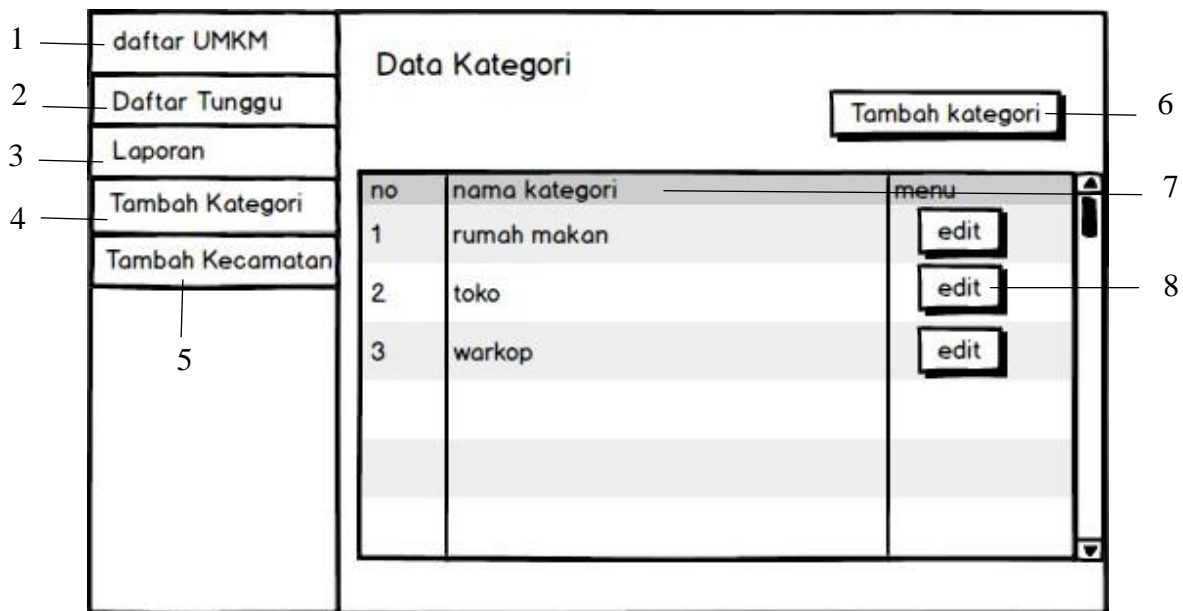 1
daftar UMKM
2
Daftar Tunggu
3
Laporan
4
Tambah Kategori
Tambah Kecamatan
5
Data Kategori
Tambah kategori
6
no nama kategori menu
7
1 rumah makan edit
2 toko edit
8
3 warkop edit